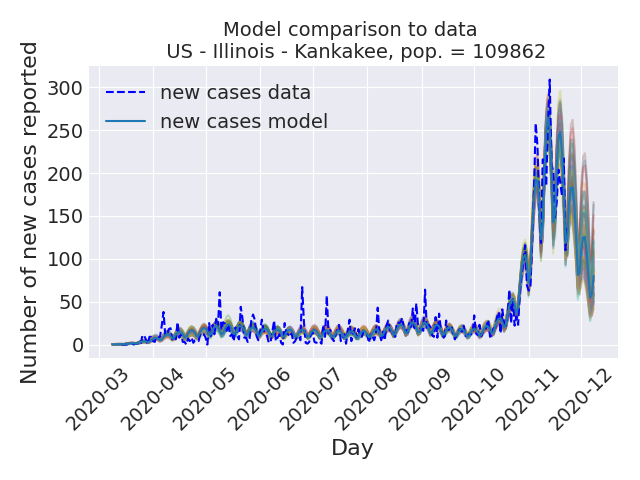 Model comparison to data
US - Illinois - Kankakee, pop. = 109862
Number of new cases reported
300
250
200
150
100
50
0
new cases data
new cases model
2020-03
2020-04
2020-05
2020-06
2020-07
2020-08
2020-09
2020-10
2020-11
2020-12
Day